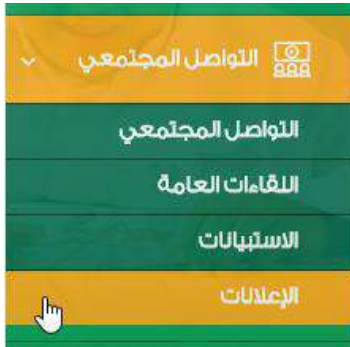 التواصل المجتمعي
التواصل المجتمعي
اللقاءات العامة
الاستبيانات
الإعلانات